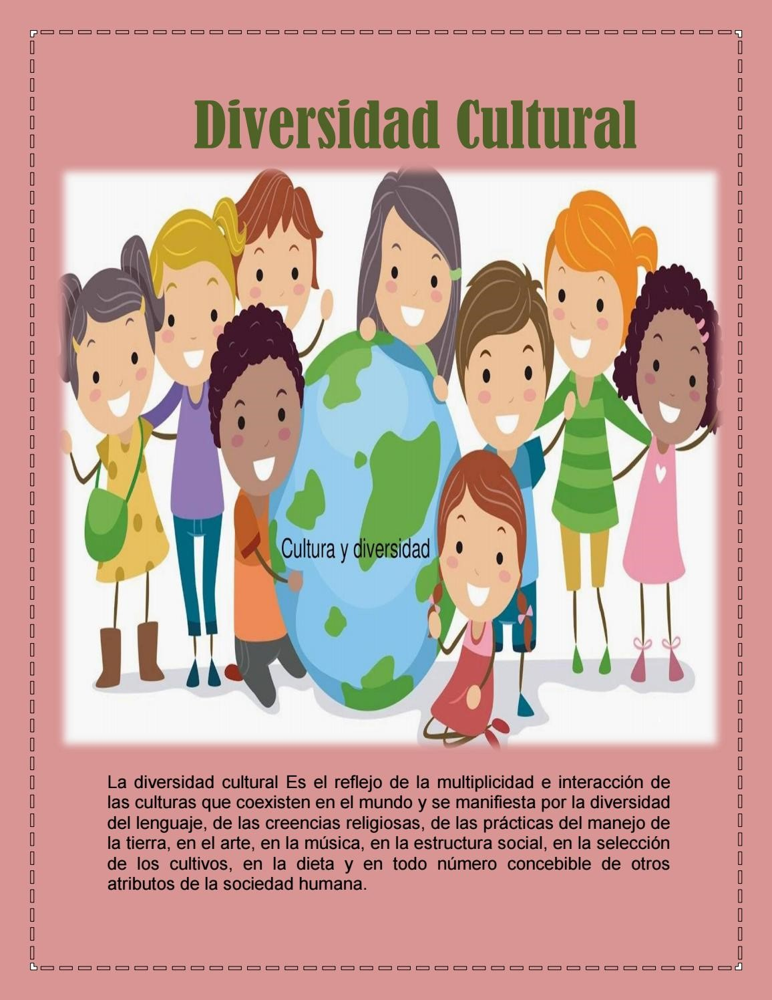 Diversidad Cultural
Cultura y diversidad
La diversidad cultural Es el reflejo de la multiplicidad e interacción de
las culturas que coexisten en el mundo y se manifiesta por la diversidad
del lenguaje, de las creencias religiosas, de las prácticas del manejo de
la tierra, en el arte, en la música, en la estructura social, en la selección
de los cultivos, en la dieta y en todo número concebible de otros
atributos de la sociedad humana.